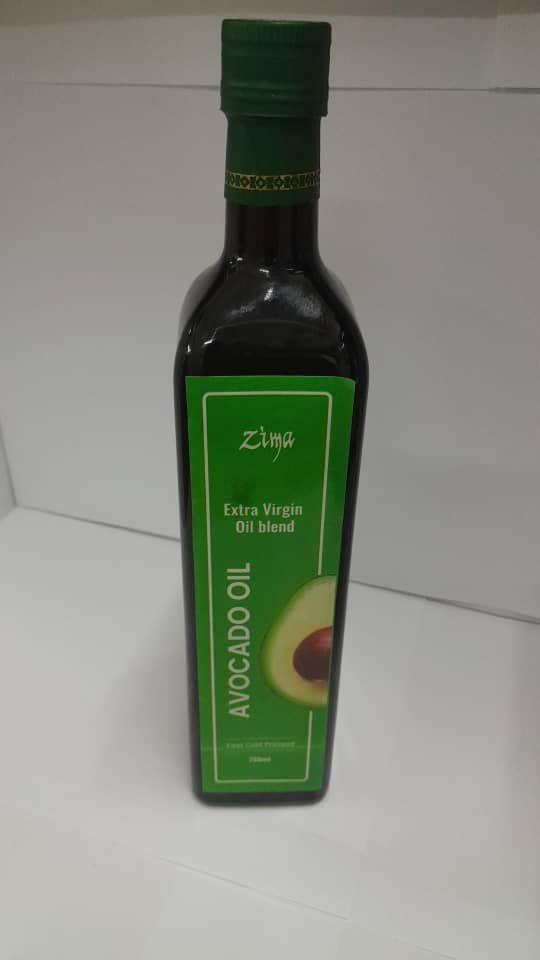 Zima
Extra Virgin
Oil blend
AVOCADO OIL
First Cold Pressed
750ml